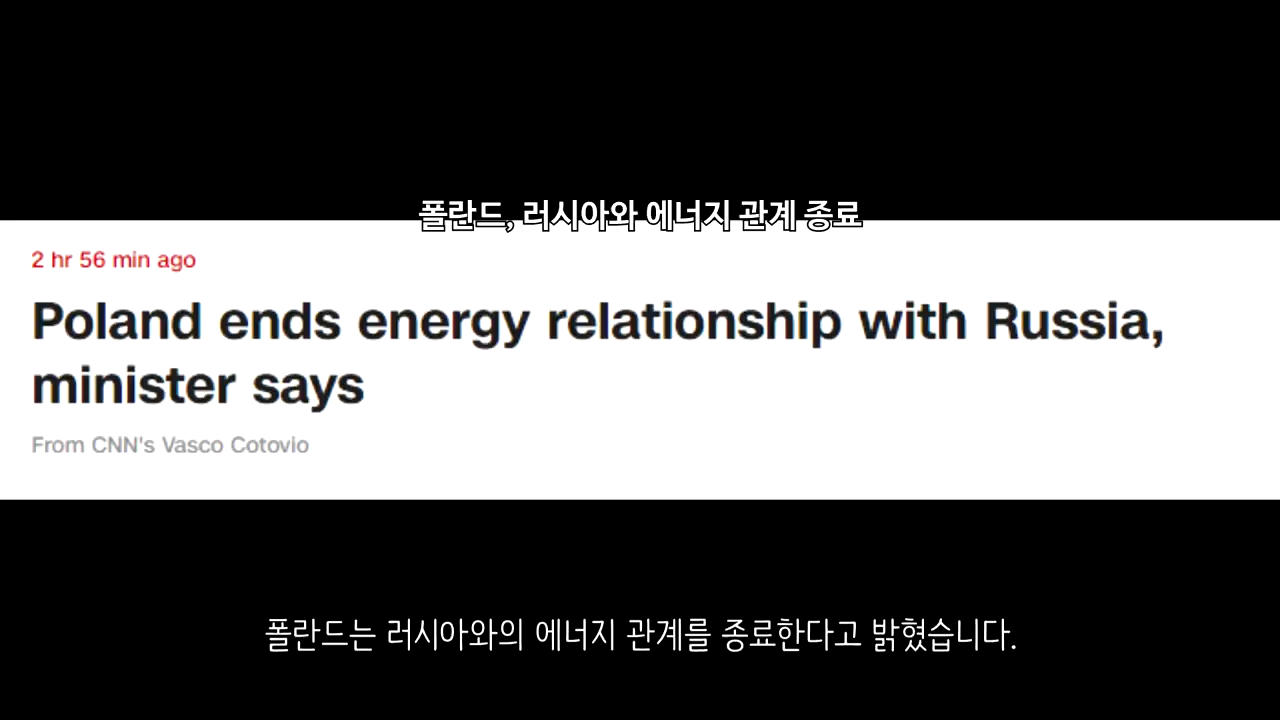 폴란드, 러시아와 에너지 관계 종료
2 hr 56 min ago
Poland ends energy relationship with Russia,
minister says
From CNN's Vasco Cotovio
폴란드는 러시아와의 에너지 관계를 종료한다고 밝혔습니다.